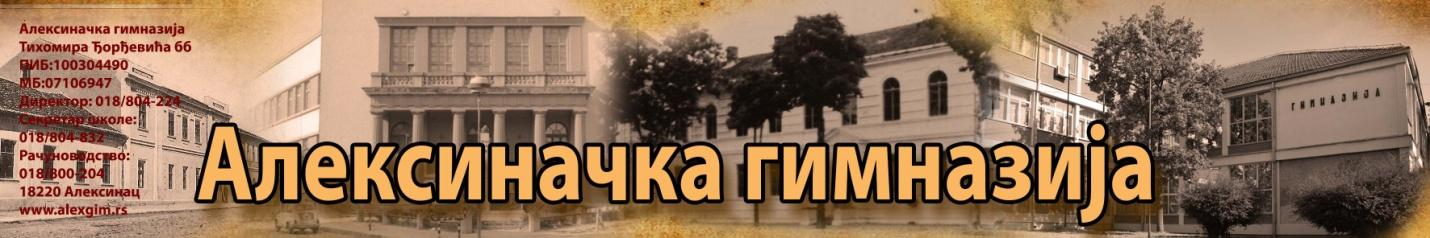 Алексиначка гимназија
Тихомира Ђорђевића бб
ПИБ:100304490
МБ:07106947
Директор: 018/804-224
Секретар школе:
018/804-832
Рачуноводство:
018/800-204
18220 Алексинац
www.alexgim.rs
Алексиначка гимназија
ГИМНАЗИЈА